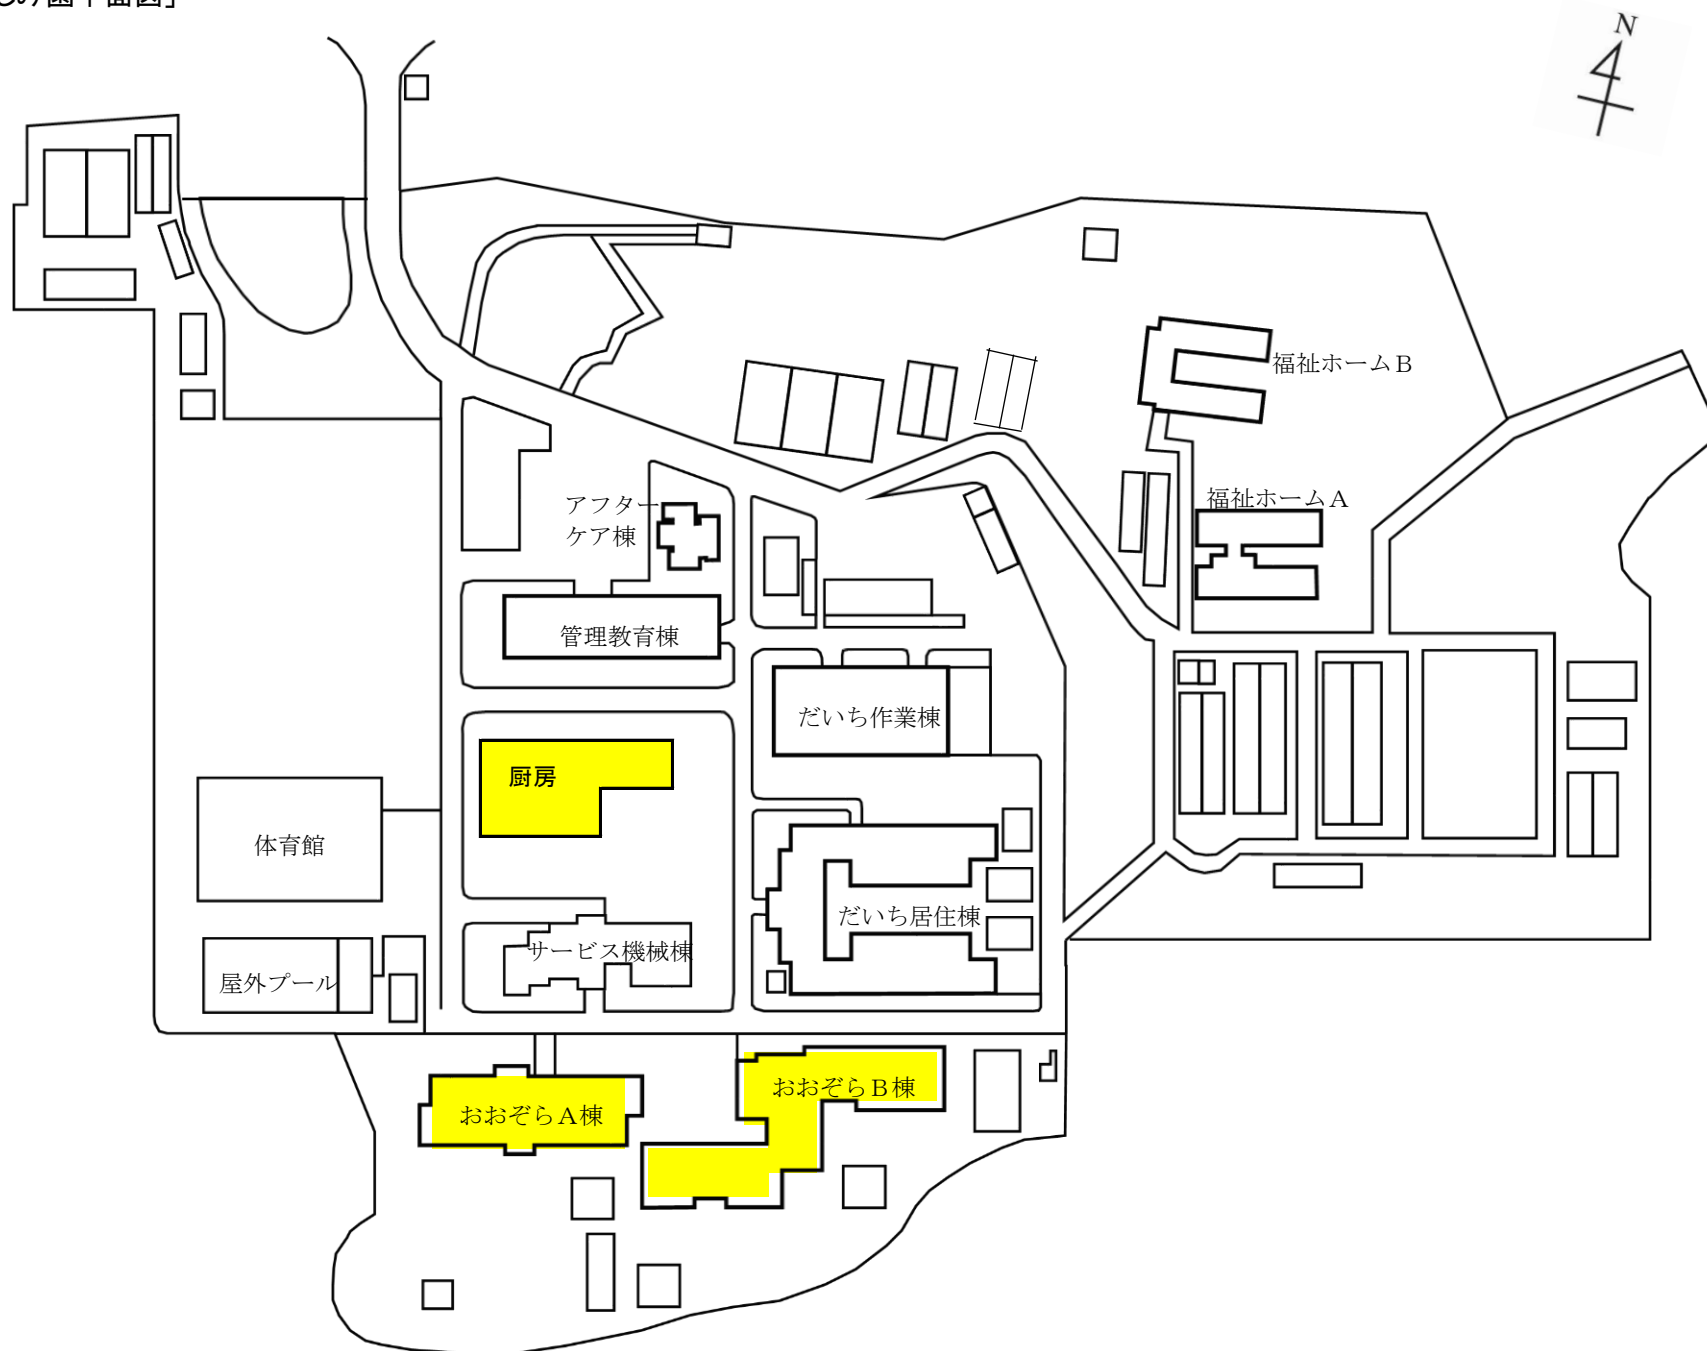 N
福祉ホームB
福祉ホームA
アフター
ケア棟
管理教育棟
だいち作業棟
厨房
体育館
だいち居住棟
サービス機械棟
屋外プール
おおぞらB棟
おおぞらA棟